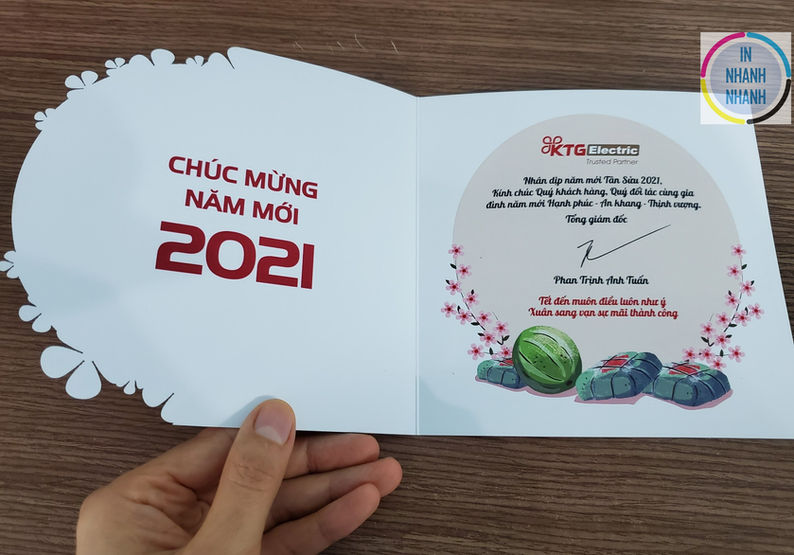 CHÚC MỪNG
NĂM MỚI
2021
KTG Electric
Trusted Partner
Nhân dịp năm mới Tân Sửu 2021,
Kính chúc Quý khách hàng, Quý đối tác cùng gia
đình năm mới Hạnh phúc - An khang - Thịnh vượng.
Tổng giám đốc
Phan Trịnh Anh Tuấn
Tết đến muôn điều luôn như ý
Xuân sang vạn sự mãi thành công
IN
NHANH
NHANH